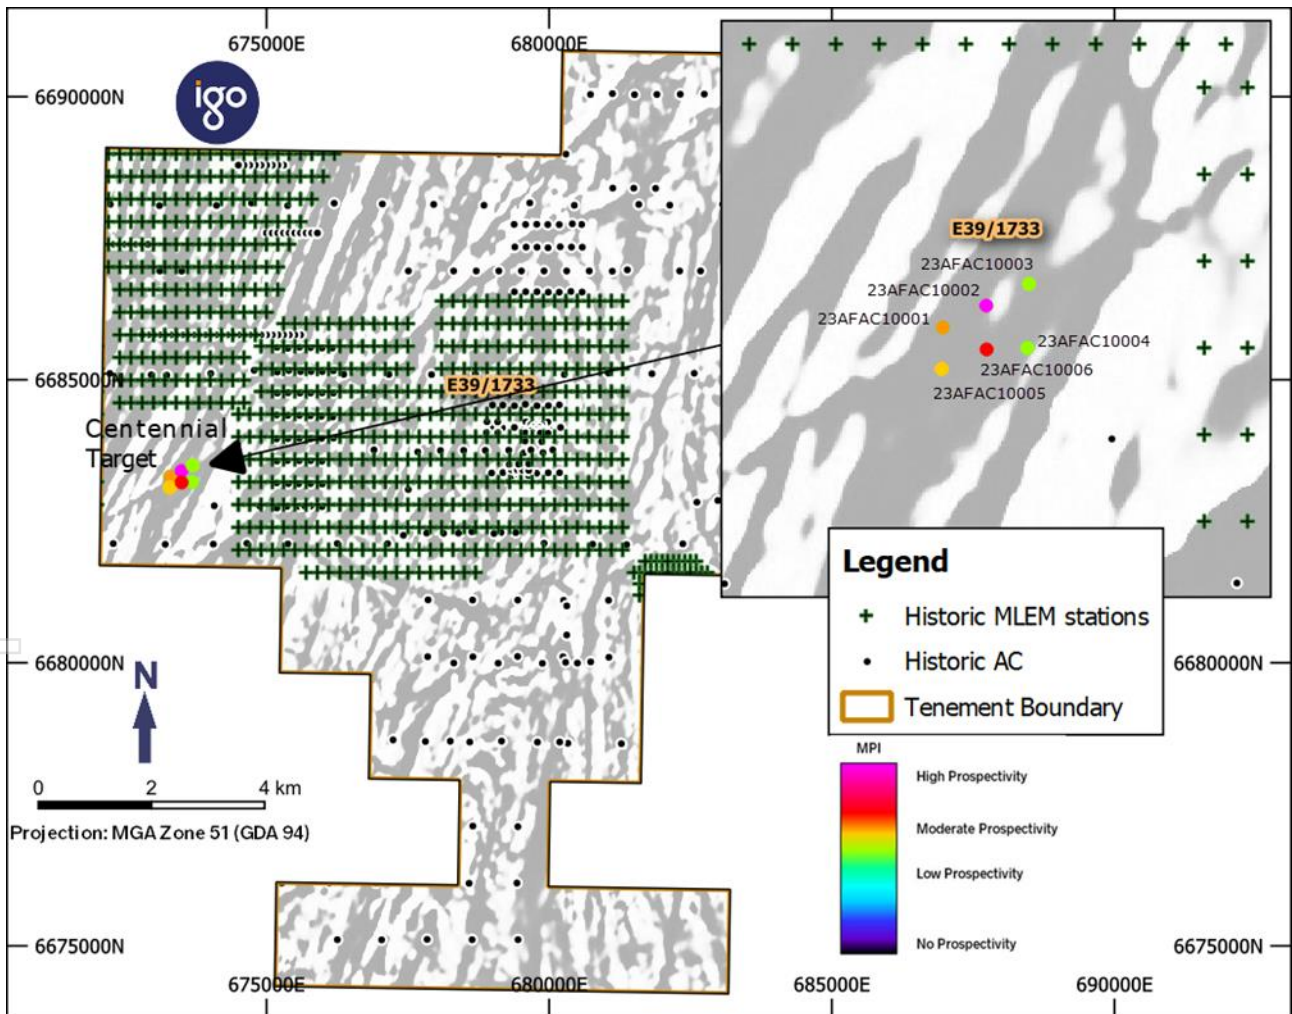 675000E
680000E
6690000N
igo
E39/1733
23AFAC10003
23AFAC10002
23AFAC10001
23AFAC10004
23AFAC10006
23AFAC10005
6685000N
E39/1733
Centennial
Target
Legend
Historic MLEM stations
Historic AC
Tenement Boundary
6680000N
6680000N
N
MPI
High Prospectivity
Moderate Prospectivity
Low Prospectivity
No Prospectivity
0 2 4 km
Projection: MGA Zone 51 (GDA 94)
6675000N
6675000N
675000E
680000E
685000E
690000E